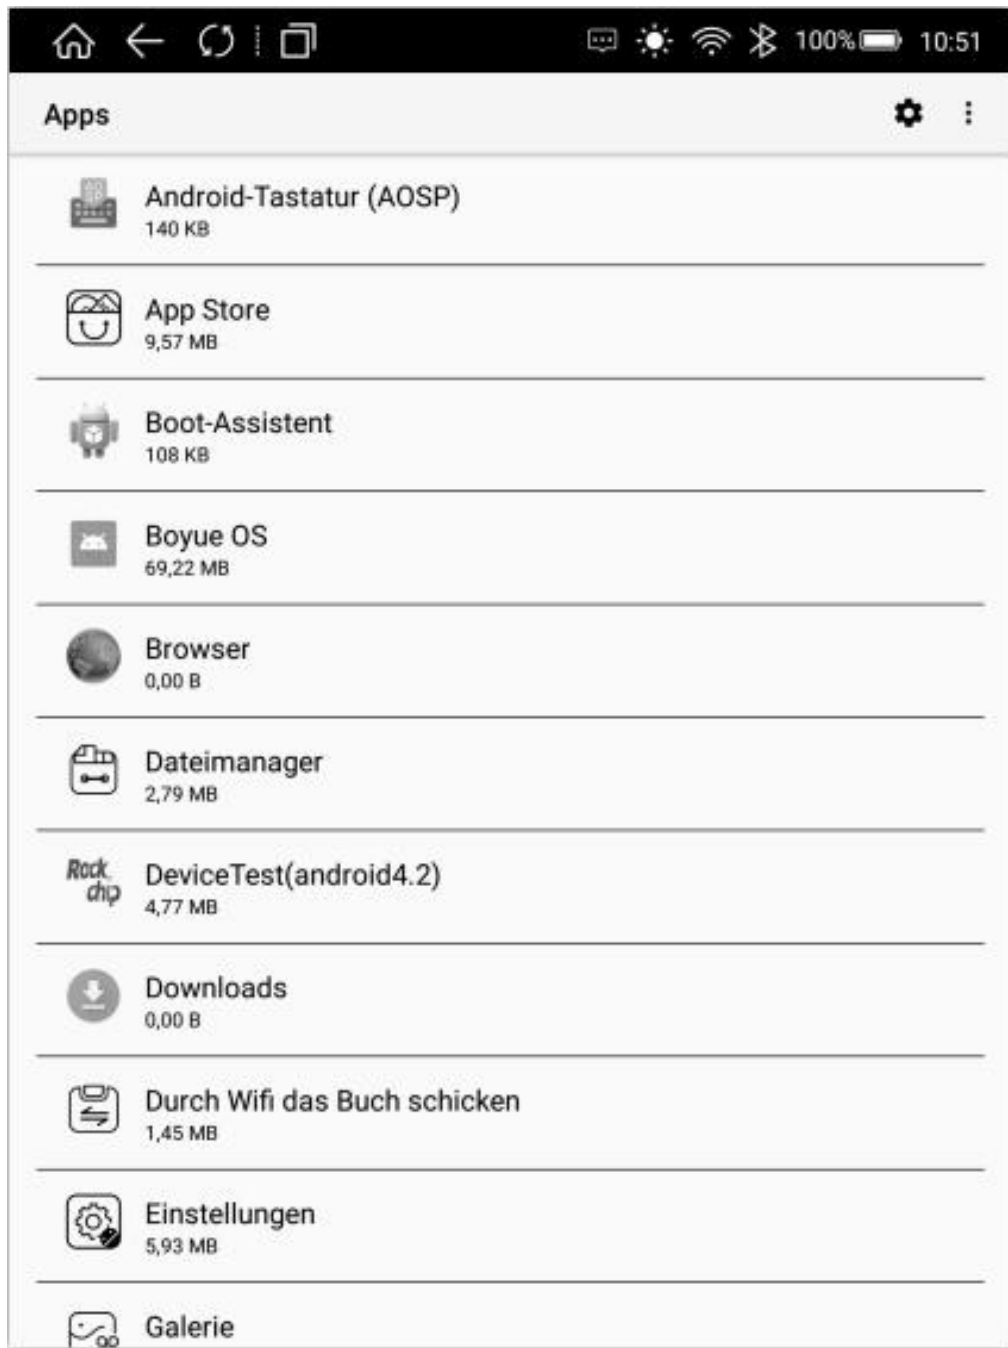 100% 10:51
Apps
Android-Tastatur (AOSP)
140 KB
App Store
9,57 MB
Boot-Assistent
108 KB
Boyue OS
69,22 MB
Browser
0,00 B
Dateimanager
2,79 MB
Rock
chip
DeviceTest(android4.2)
4,77 MB
Downloads
0,00 B
Durch Wifi das Buch schicken
1,45 MB
Einstellungen
5,93 MB
Galerie